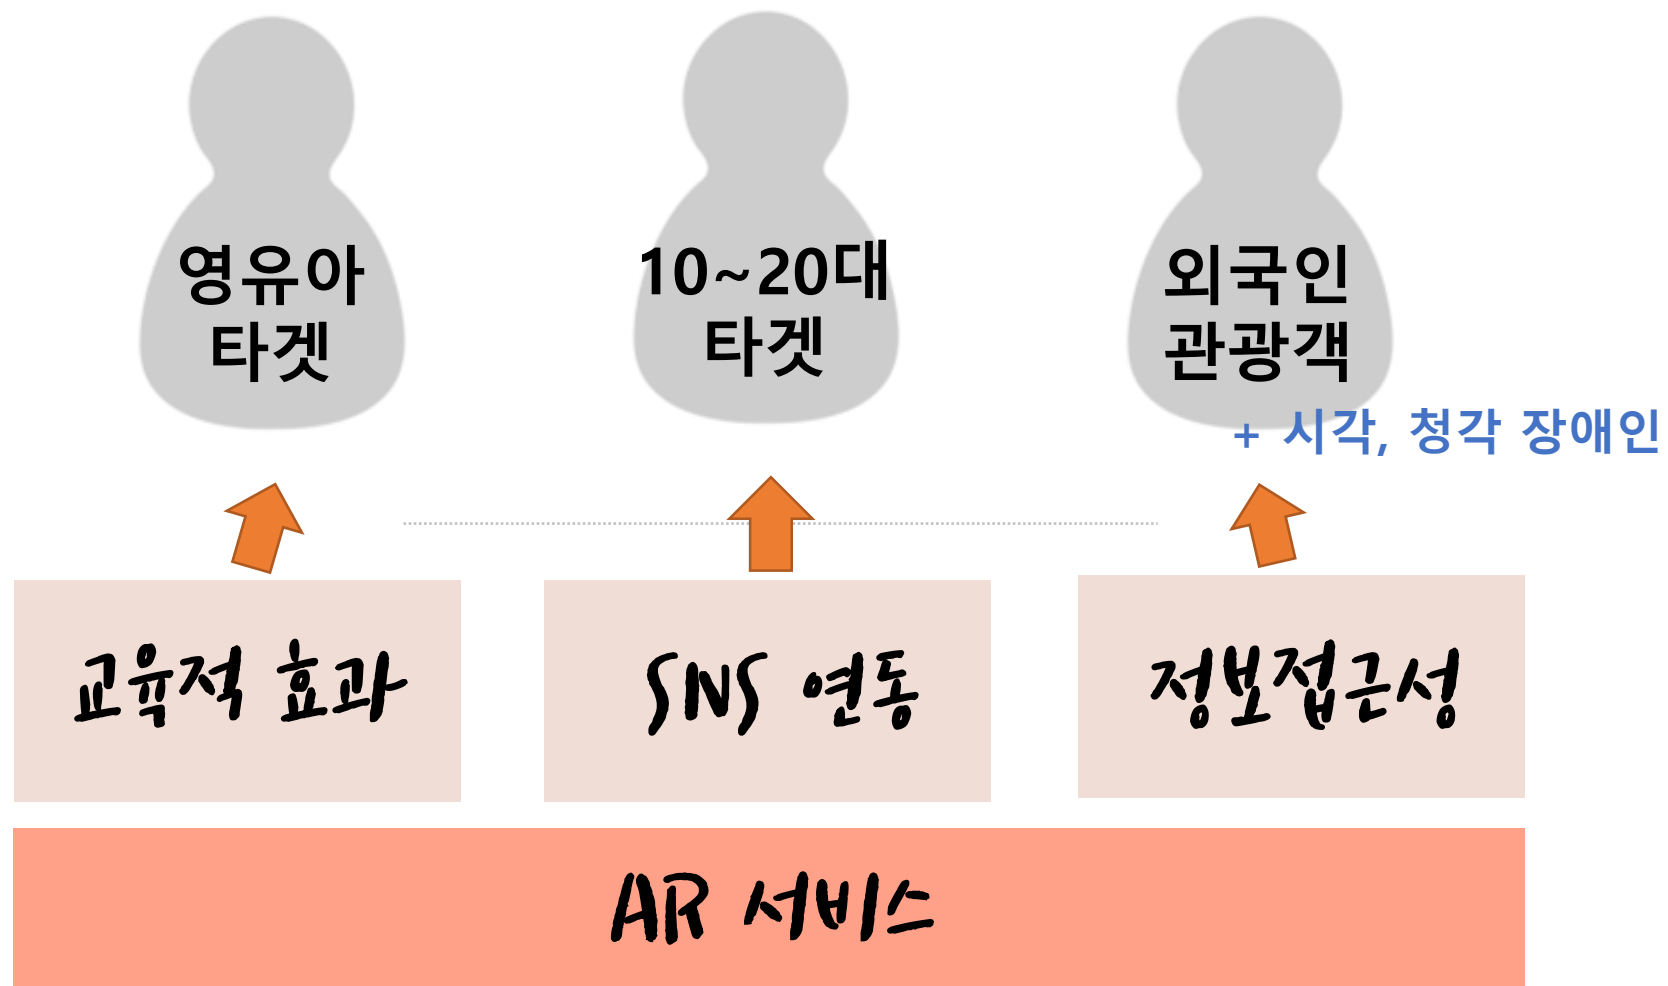 영유아
타겟
10~20대
타겟
외국인
관광객
+ 시각, 청각 장애인
교육적 효과
SNS 연동
정보접근성
AR 서비스